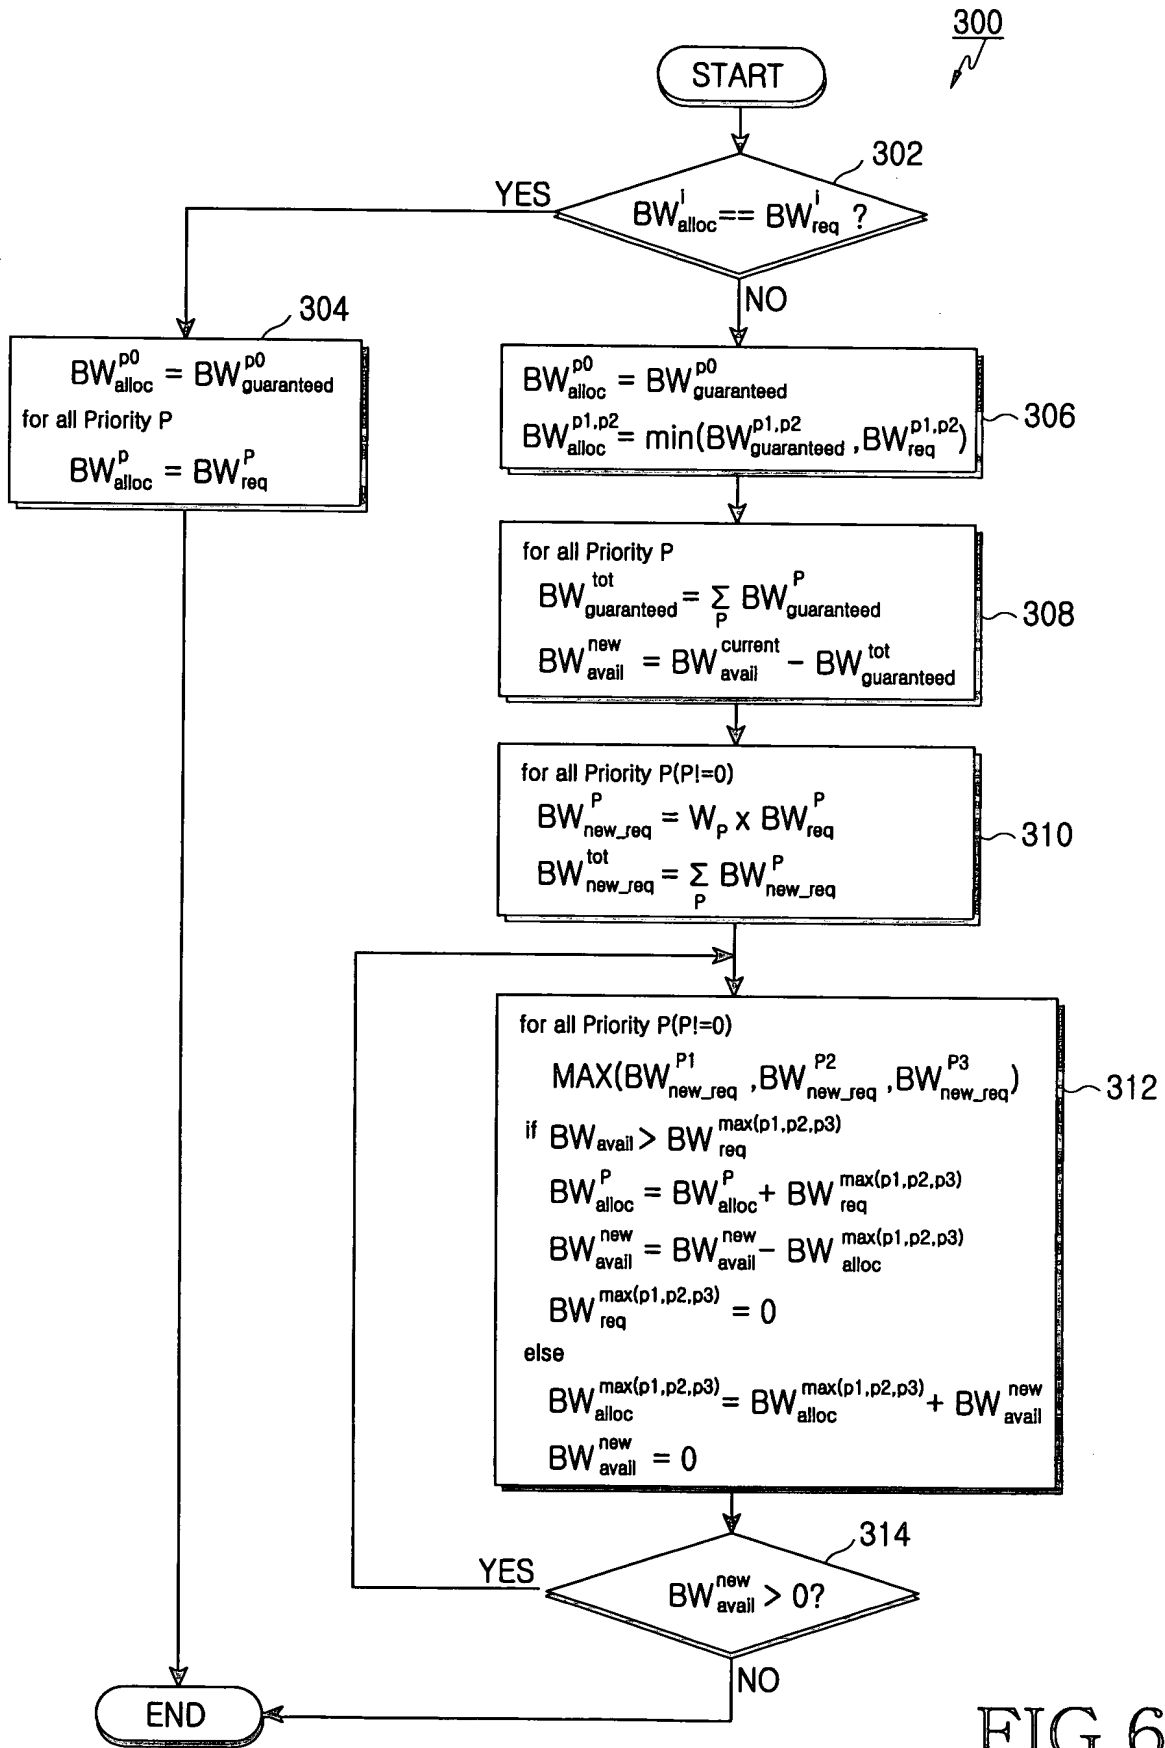 300
START
302
BW^i_alloc == BW^i_req ?
YES
NO
304
BW^p0_alloc = BW^p0_guaranteed
for all Priority P
BW^p_alloc = BW^P_req
BW^p0_alloc = BW^p0_guaranteed
BW^p1,p2_alloc = min(BW^p1,p2_guaranteed , BW^p1,p2_req)
306
for all Priority P
BW^tot_guaranteed = Σ_P BW^P_guaranteed
BW^new_avail = BW^current_avail - BW^tot_guaranteed
308
for all Priority P(P!=0)
BW^P_new_req = W_P x BW^P_req
BW^tot_new_req = Σ_P BW^P_new_req
310
for all Priority P(P!=0)
MAX(BW^P1_new_req , BW^P2_new_req , BW^P3_new_req)
if BW_avail > BW^max(p1,p2,p3)_req
BW^P_alloc = BW^P_alloc + BW^max(p1,p2,p3)_req
BW^new_avail = BW^new_avail - BW^max(p1,p2,p3)_alloc
BW^max(p1,p2,p3)_req = 0
else
BW^max(p1,p2,p3)_alloc = BW^max(p1,p2,p3)_alloc + BW^new_avail
BW^new_avail = 0
312
314
YES
BW^new_avail > 0?
NO
END
FIG.6